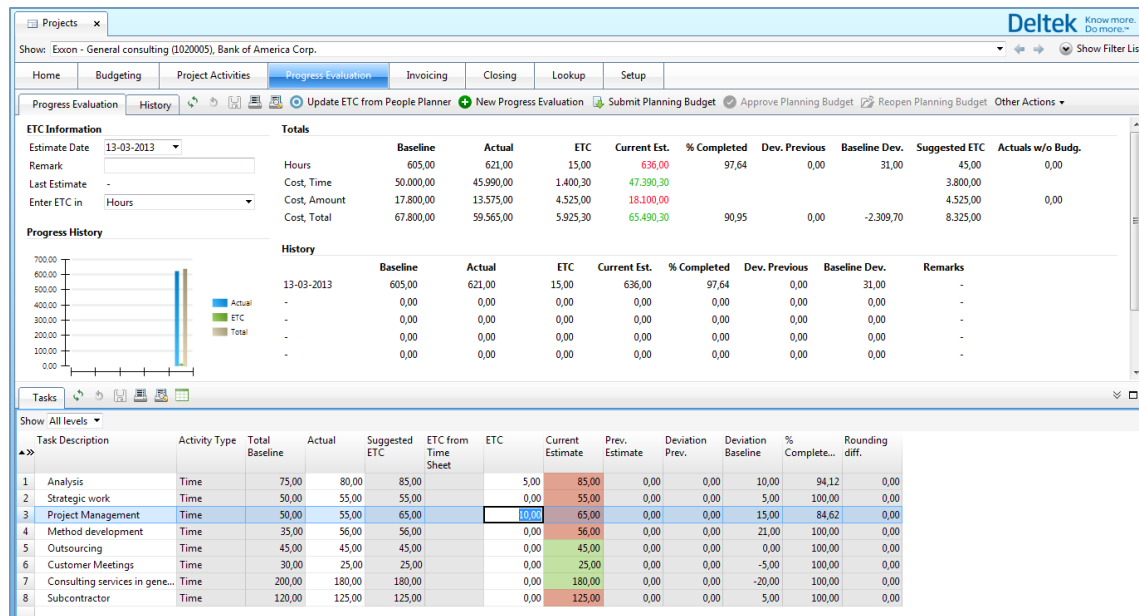 Projects
Deltek Know more. Do more.™
Show: Exxon - General consulting (1020005), Bank of America Corp. Show Filter Lis
Home Budgeting Project Activities Progress Evaluation Invoicing Closing Lookup Setup
Progress Evaluation History Update ETC from People Planner New Progress Evaluation Submit Planning Budget Approve Planning Budget Reopen Planning Budget Other Actions
ETC Information
Estimate Date 13-03-2013
Remark
Last Estimate -
Enter ETC in Hours
Progress History
700.00
600.00
500.00
400.00
300.00
200.00
100.00
0.00
Actual
ETC
Total
Totals
Baseline Actual ETC Current Est. % Completed Dev. Previous Baseline Dev. Suggested ETC Actuals w/o Budg.
Hours 605,00 621,00 15,00 636,00 97,64 0,00 31,00 45,00 0,00
Cost, Time 50.000,00 45.990,00 1.400,30 47.390,30 3.800,00
Cost, Amount 17.800,00 13.575,00 4.525,00 18.100,00 4.525,00 0,00
Cost, Total 67.800,00 59.565,00 5.925,30 65.490,30 90,95 0,00 -2.309,70 8.325,00
History
Baseline Actual ETC Current Est. % Completed Dev. Previous Baseline Dev. Remarks
13-03-2013 605,00 621,00 15,00 636,00 97,64 0,00 31,00 -
- 0,00 0,00 0,00 0,00 0,00 0,00 0,00 -
- 0,00 0,00 0,00 0,00 0,00 0,00 0,00 -
- 0,00 0,00 0,00 0,00 0,00 0,00 0,00 -
- 0,00 0,00 0,00 0,00 0,00 0,00 0,00 -
Tasks
Show All levels
Task Description Activity Type Total Baseline Actual Suggested ETC ETC from Time Sheet ETC Current Estimate Prev. Estimate Deviation Prev. Deviation Baseline % Complete... Rounding diff.
1 Analysis Time 75,00 80,00 85,00 5,00 85,00 0,00 0,00 10,00 94,12 0,00
2 Strategic work Time 50,00 55,00 55,00 0,00 55,00 0,00 0,00 5,00 100,00 0,00
3 Project Management Time 50,00 55,00 65,00 10,00 65,00 0,00 0,00 15,00 84,62 0,00
4 Method development Time 35,00 56,00 56,00 0,00 56,00 0,00 0,00 21,00 100,00 0,00
5 Outsourcing Time 45,00 45,00 45,00 0,00 45,00 0,00 0,00 0,00 100,00 0,00
6 Customer Meetings Time 30,00 25,00 25,00 0,00 25,00 0,00 0,00 -5,00 100,00 0,00
7 Consulting services in gene... Time 200,00 180,00 180,00 0,00 180,00 0,00 0,00 -20,00 100,00 0,00
8 Subcontractor Time 120,00 125,00 125,00 0,00 125,00 0,00 0,00 5,00 100,00 0,00